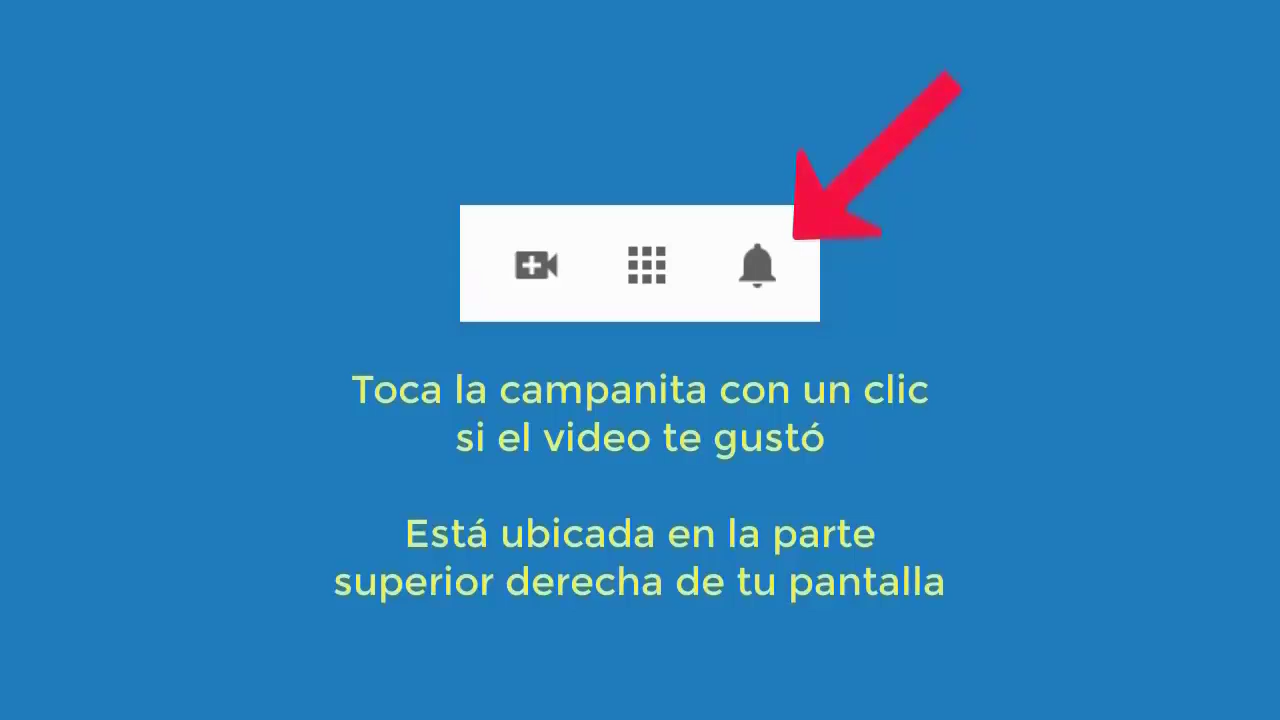 Toca la campanita con un clic
si el video te gustó
Está ubicada en la parte
superior derecha de tu pantalla